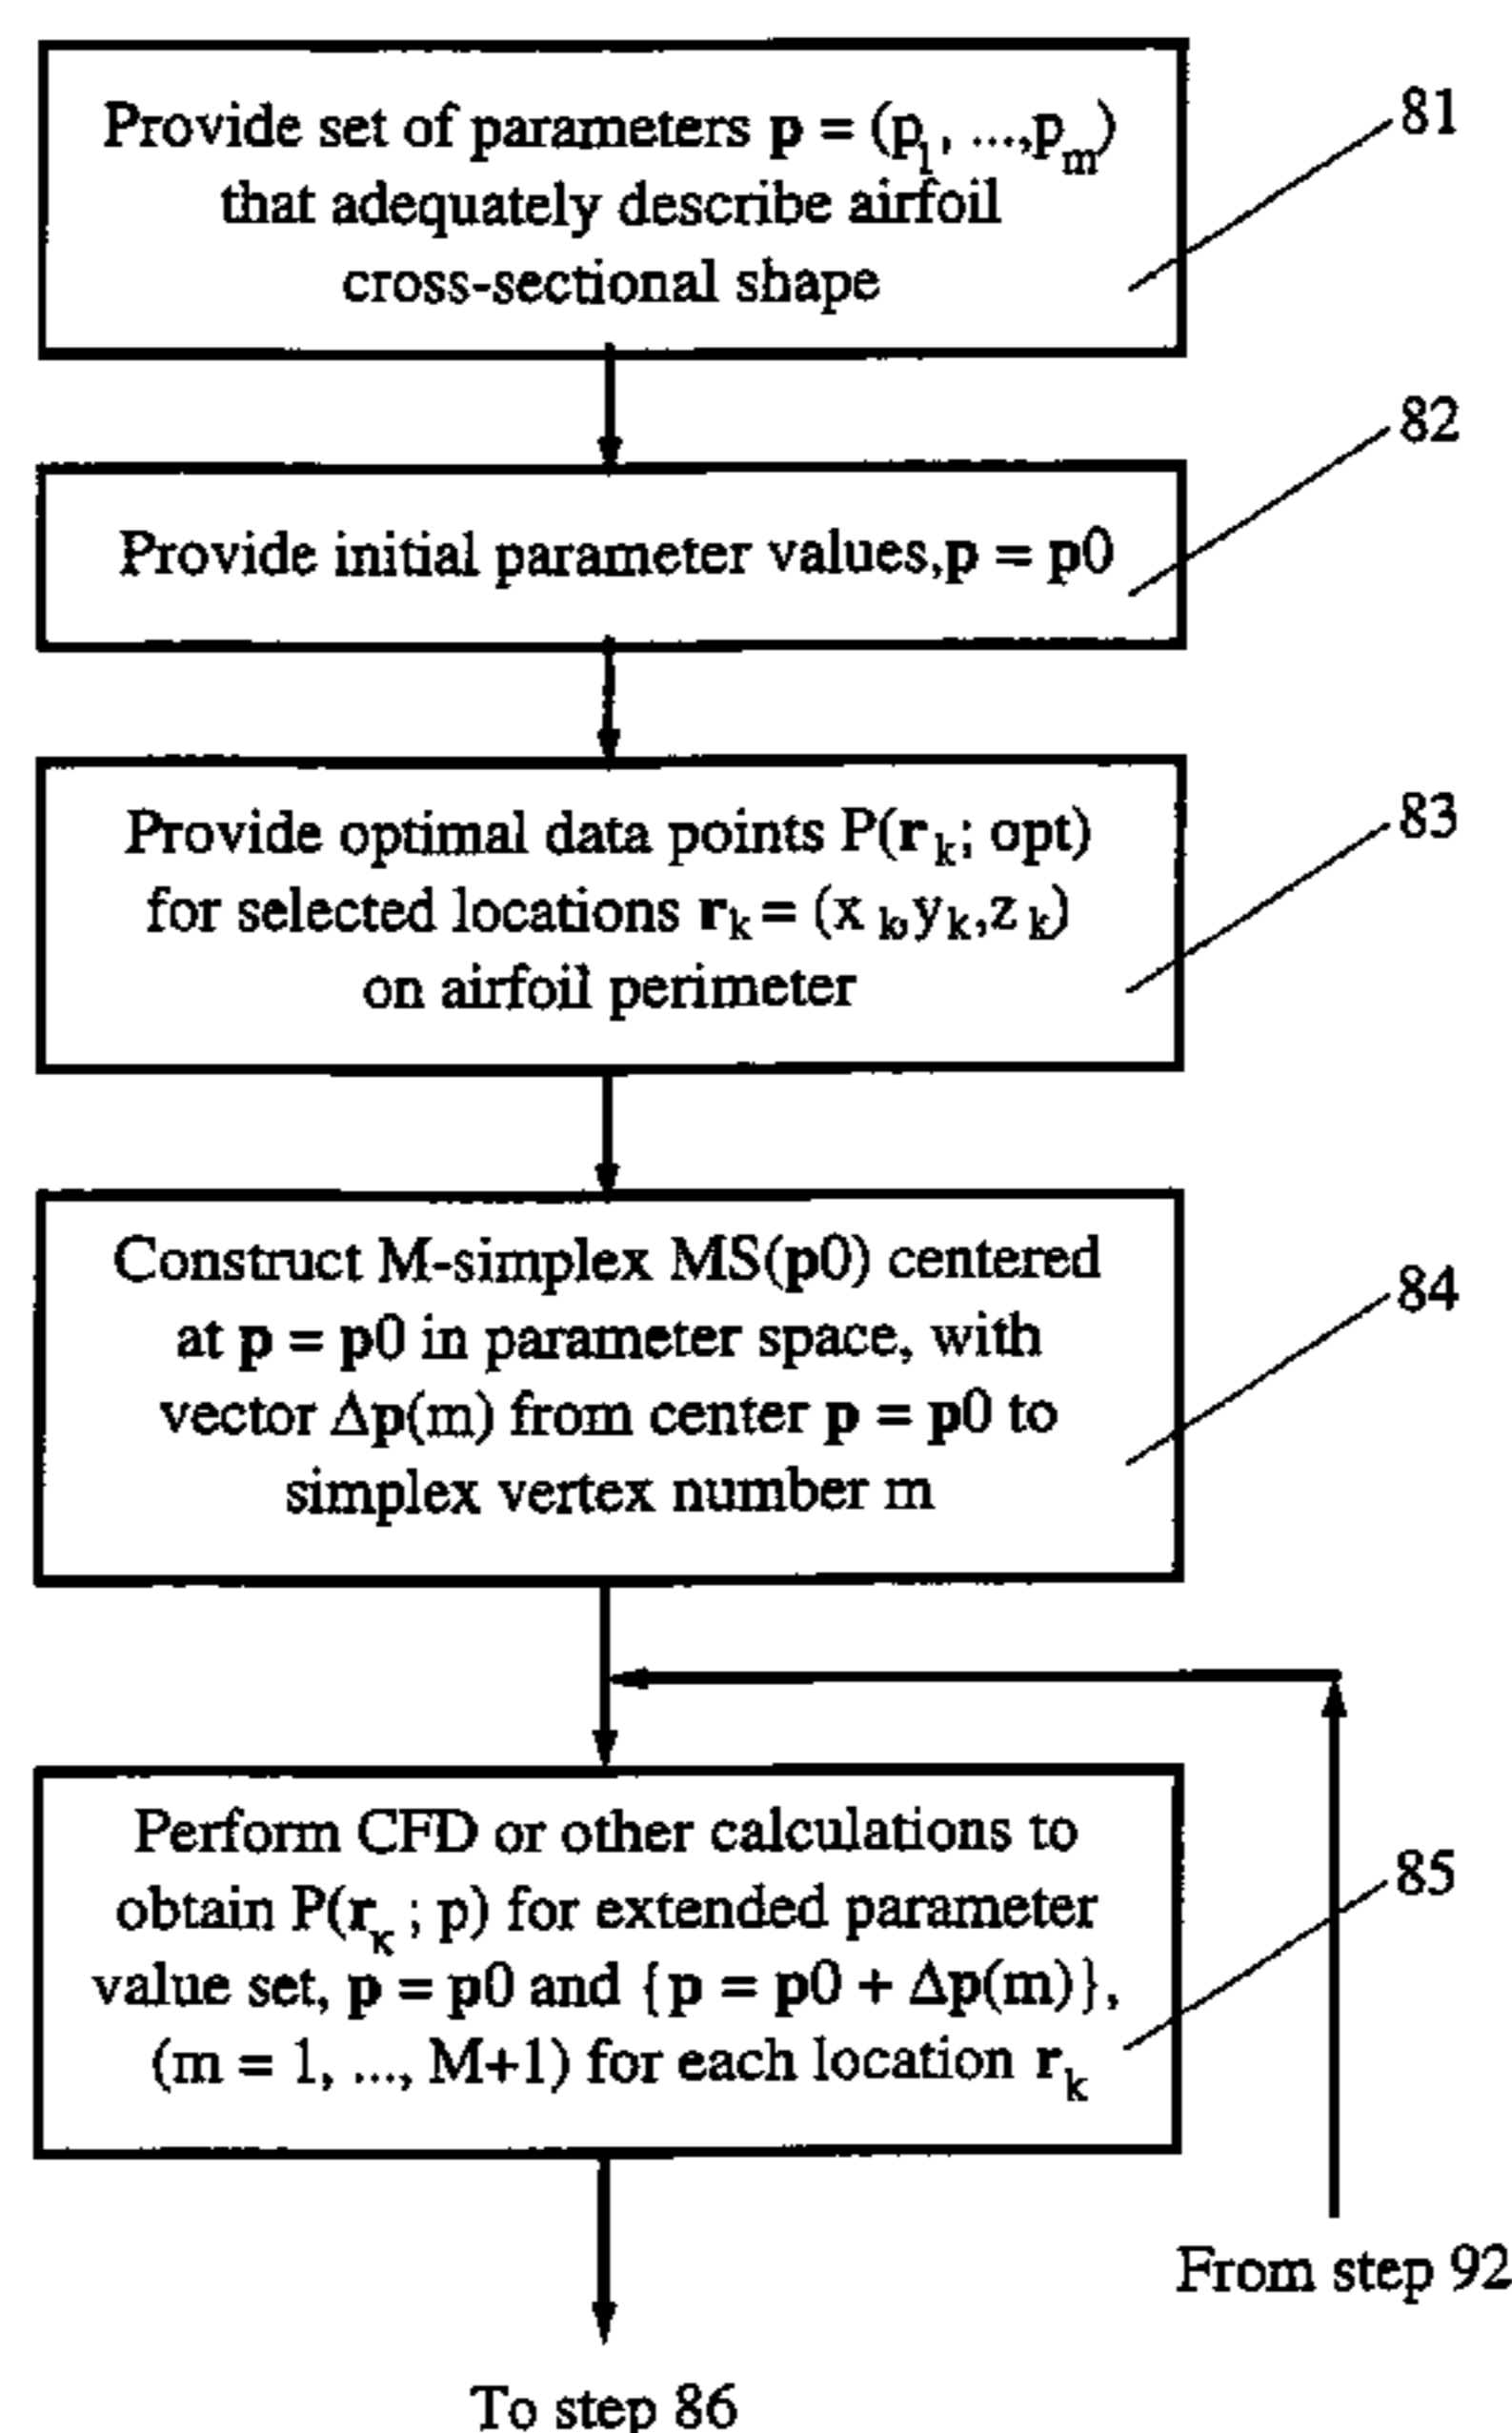 Provide set of parameters p = (p1, ...,pm)
that adequately describe airfoil
cross-sectional shape
81
Provide initial parameter values,p = p0
82
Provide optimal data points P(rk; opt)
for selected locations rk = (xk,yk,zk)
on airfoil perimeter
83
Construct M-simplex MS(p0) centered
at p = p0 in parameter space, with
vector Δp(m) from center p = p0 to
simplex vertex number m
84
Perform CFD or other calculations to
obtain P(rκ; p) for extended parameter
value set, p = p0 and {p = p0 + Δp(m)},
(m = 1, ..., M+1) for each location rk
85
From step 92
To step 86